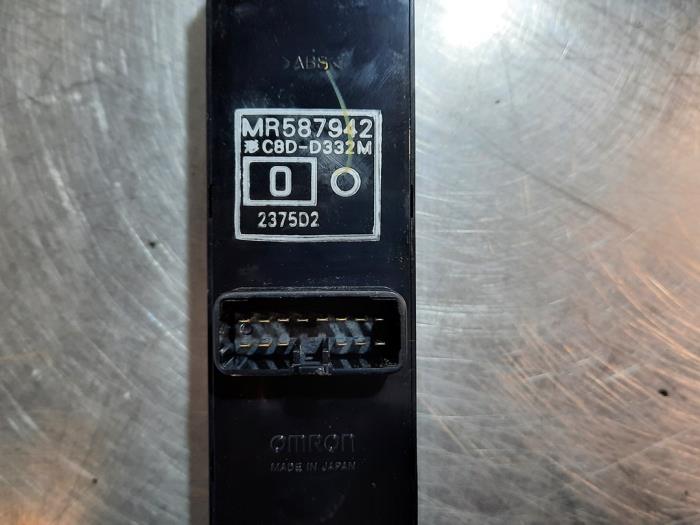 >ABS<
MR587942
C8D-D332M
0
2375D2
omron
MADE IN JAPAN